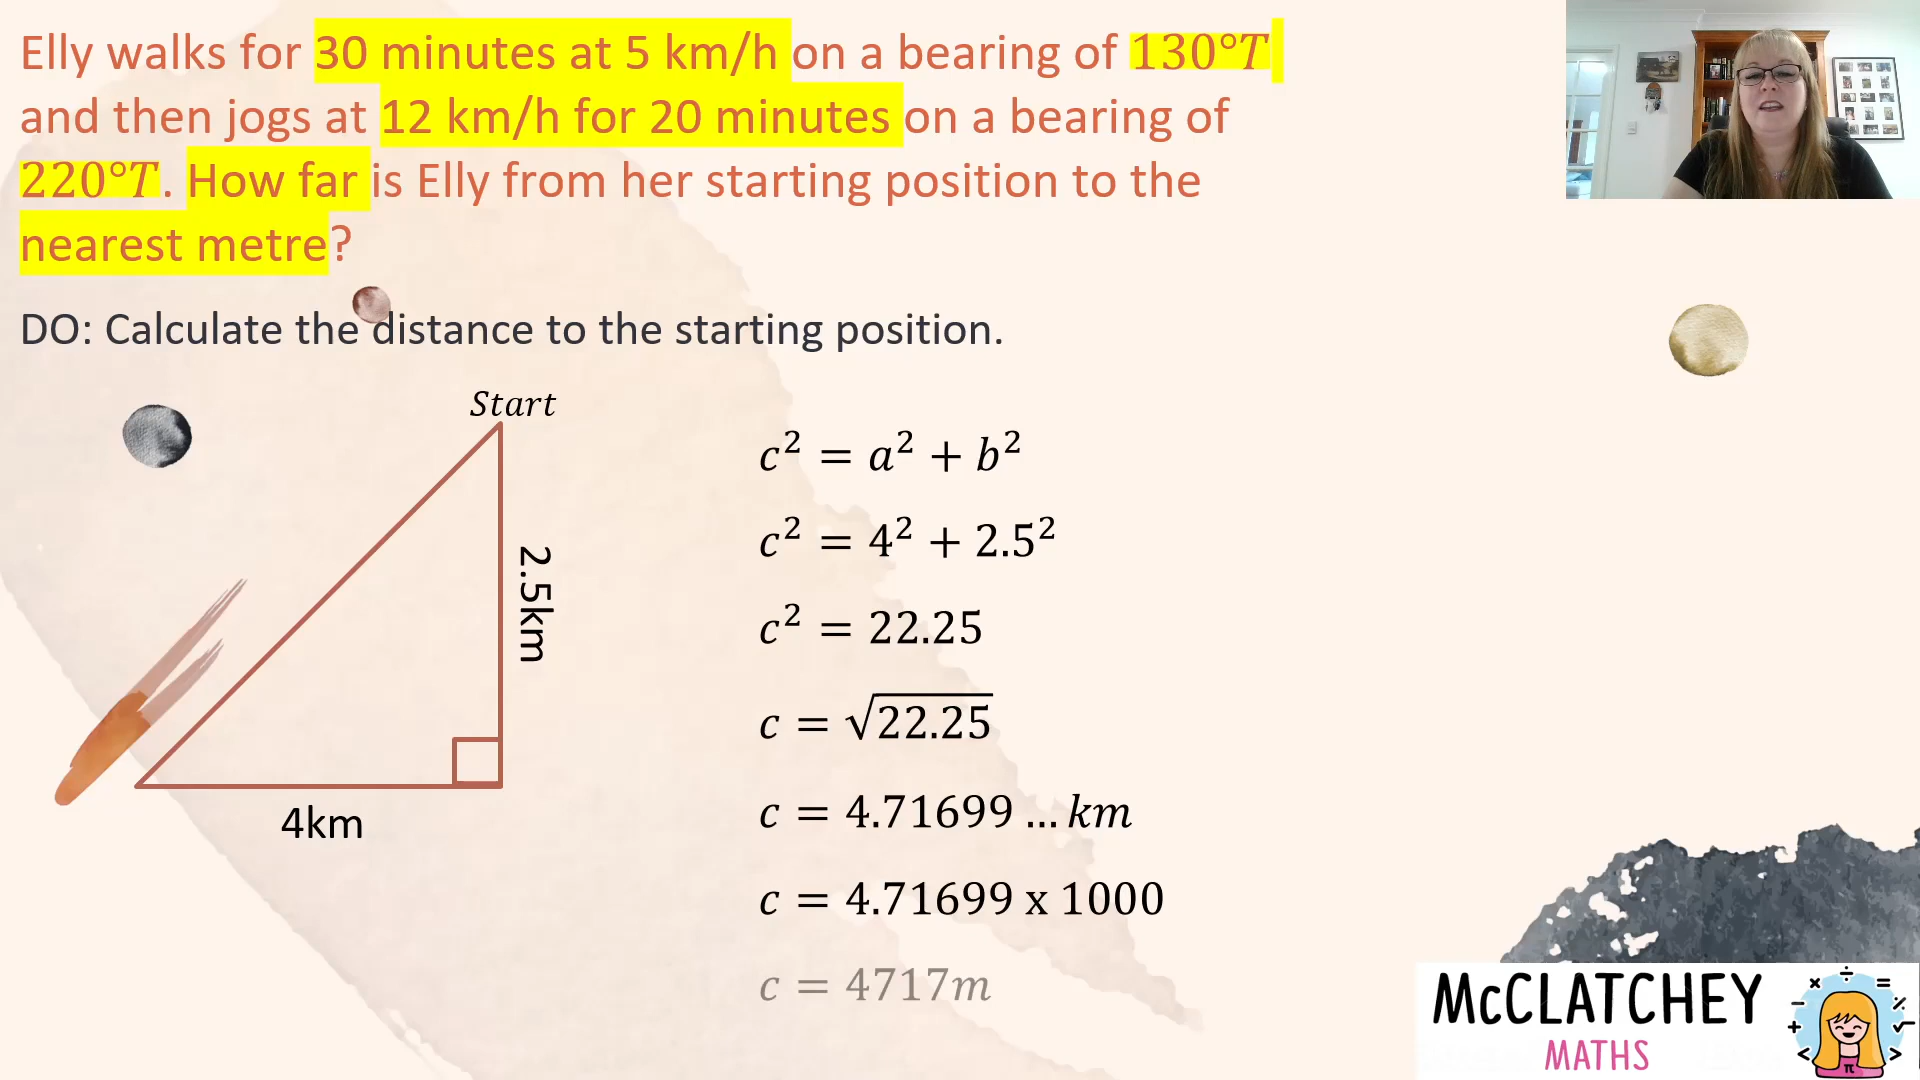 Elly walks for 30 minutes at 5 km/h on a bearing of 130°T
and then jogs at 12 km/h for 20 minutes on a bearing of
220°T. How far is Elly from her starting position to the
nearest metre?
DO: Calculate the distance to the starting position.
Start
2.5km
4km
c² = a² + b²
c² = 4² + 2.5²
c² = 22.25
c = √22.25
c = 4.71699 … km
c = 4.71699 x 1000
c = 4717m
McCLATCHEY
MATHS